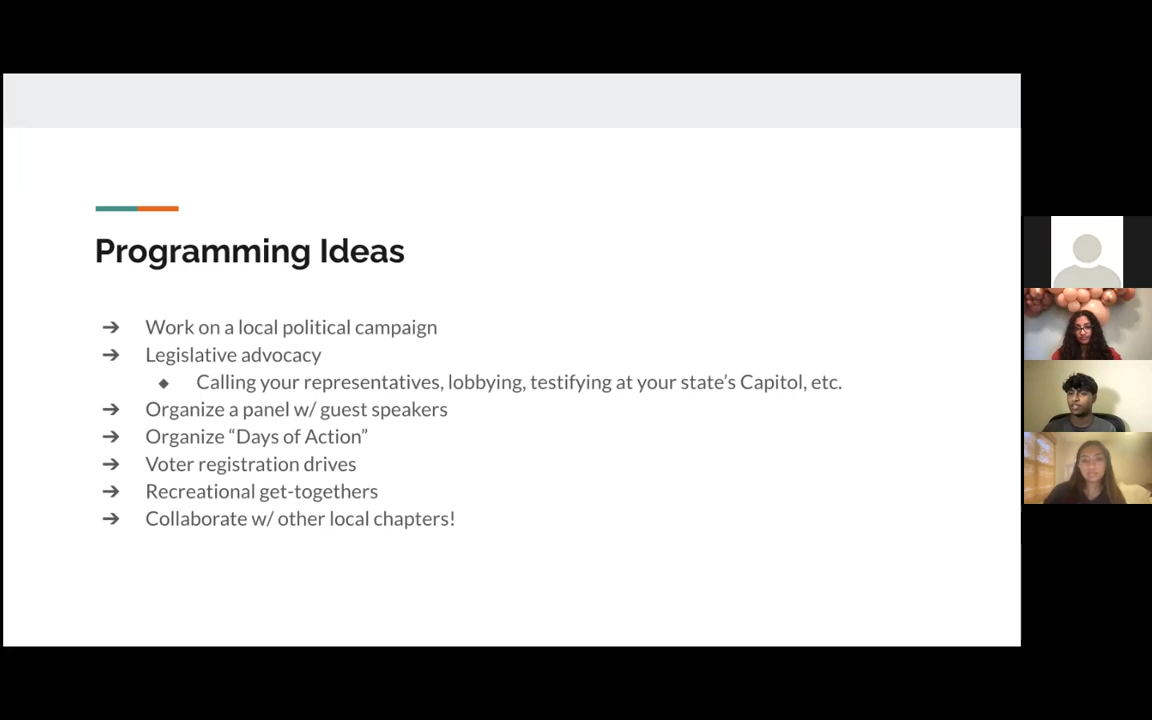 Programming Ideas
➔ Work on a local political campaign
➔ Legislative advocacy
◆ Calling your representatives, lobbying, testifying at your state’s Capitol, etc.
➔ Organize a panel w/ guest speakers
➔ Organize “Days of Action”
➔ Voter registration drives
➔ Recreational get-togethers
➔ Collaborate w/ other local chapters!